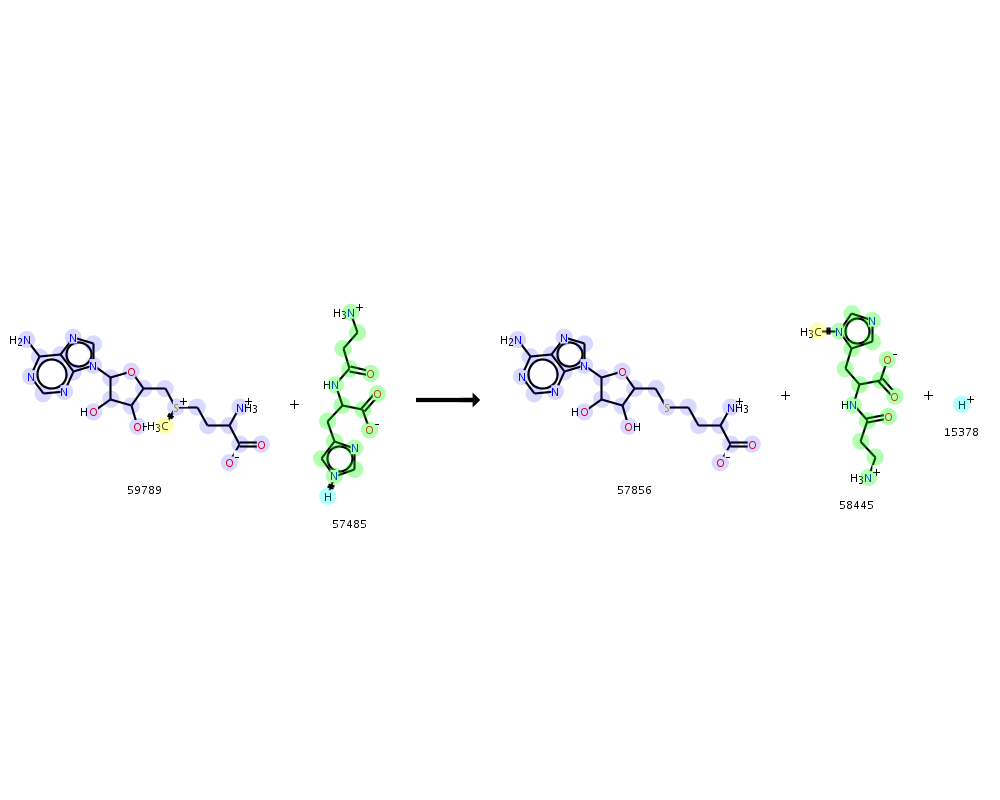 H2N N N N N N O HO OH H3C S+ NH3+ O O- 59789
+
H3N+ O HN O O- N N H 57485
H2N N N N N N O HO OH S NH3+ O O- 57856
+
H3C N N O- O HN O H3N+ 58445
+
H+ 15378